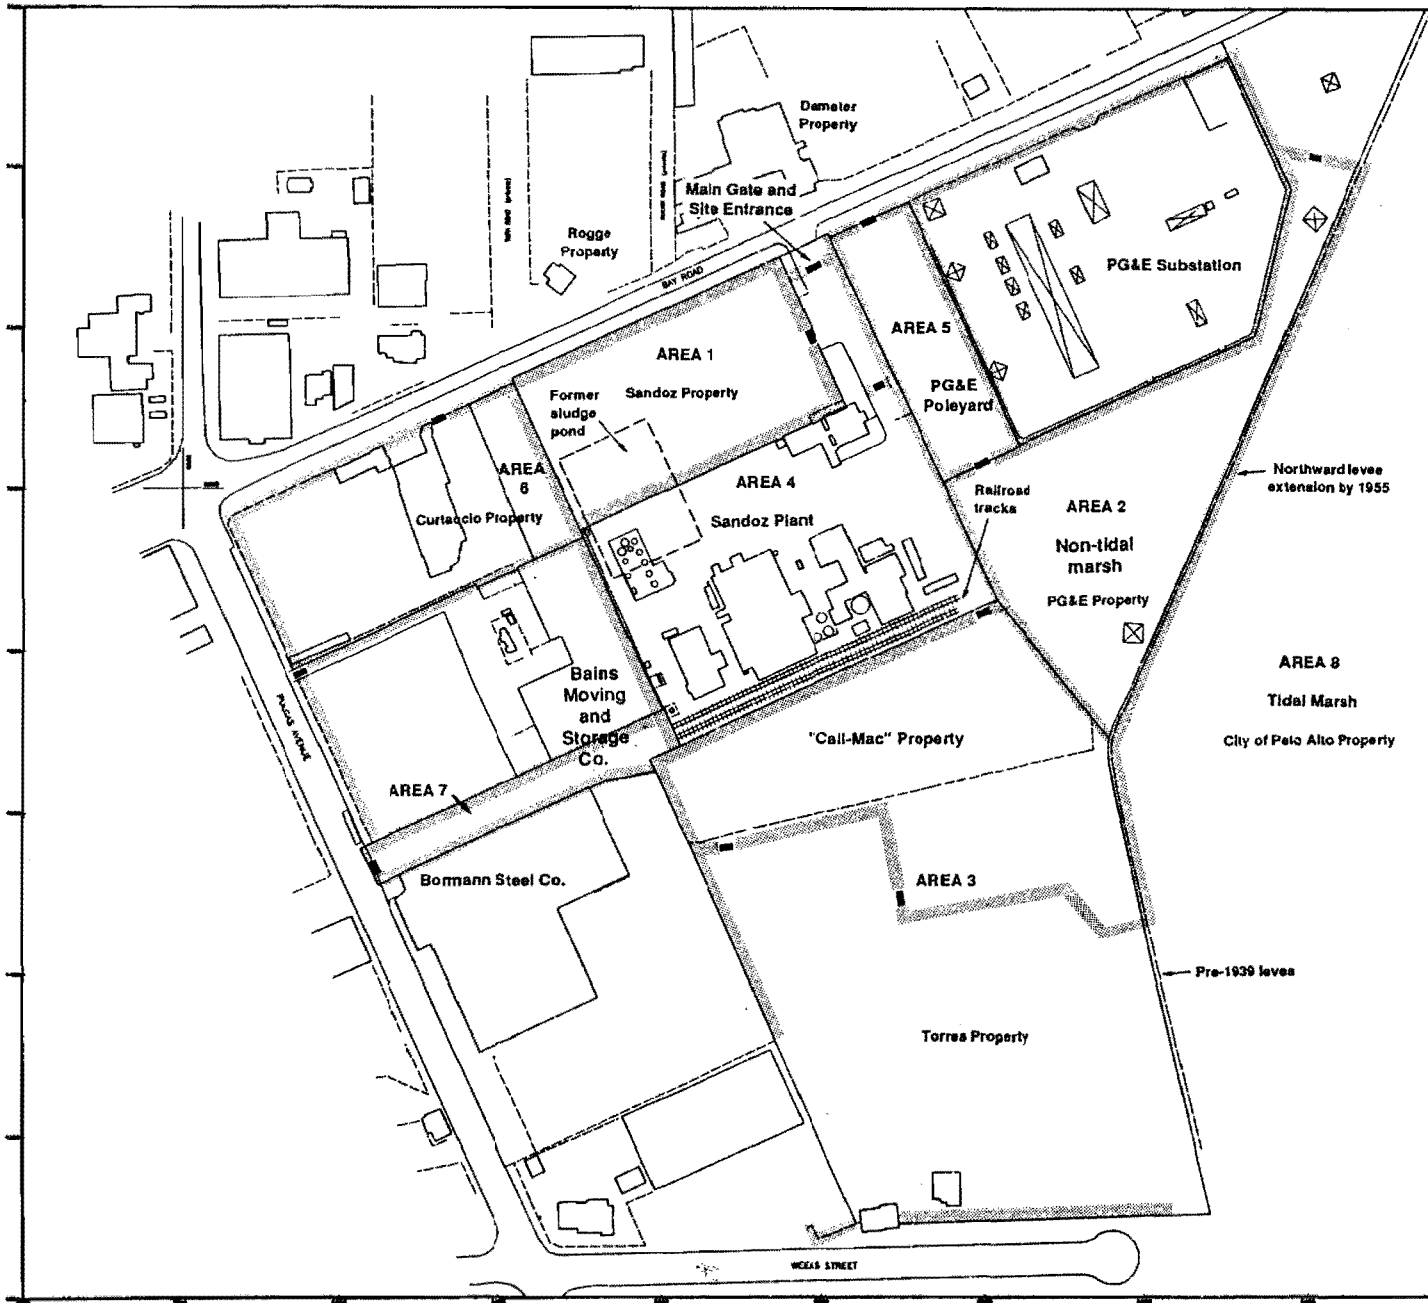 Demeter
Property
Main Gate and
Site Entrance
Rogge
Property
BAY ROAD
PG&E Substation
AREA 5
AREA 1
Sandoz Property
PG&E
Poleyard
Former
sludge
pond
AREA
6
AREA 4
Sandoz Plant
Railroad
tracks
Northward levee
extension by 1955
AREA 2
Curtaccio Property
Non-tidal
marsh
PG&E Property
AREA 8
Tidal Marsh
City of Palo Alto Property
Bains
Moving
and
Storage
Co.
PULGAS AVENUE
"Call-Mac" Property
AREA 7
Bormann Steel Co.
AREA 3
Pre-1939 levee
Torres Property
WEEKS STREET